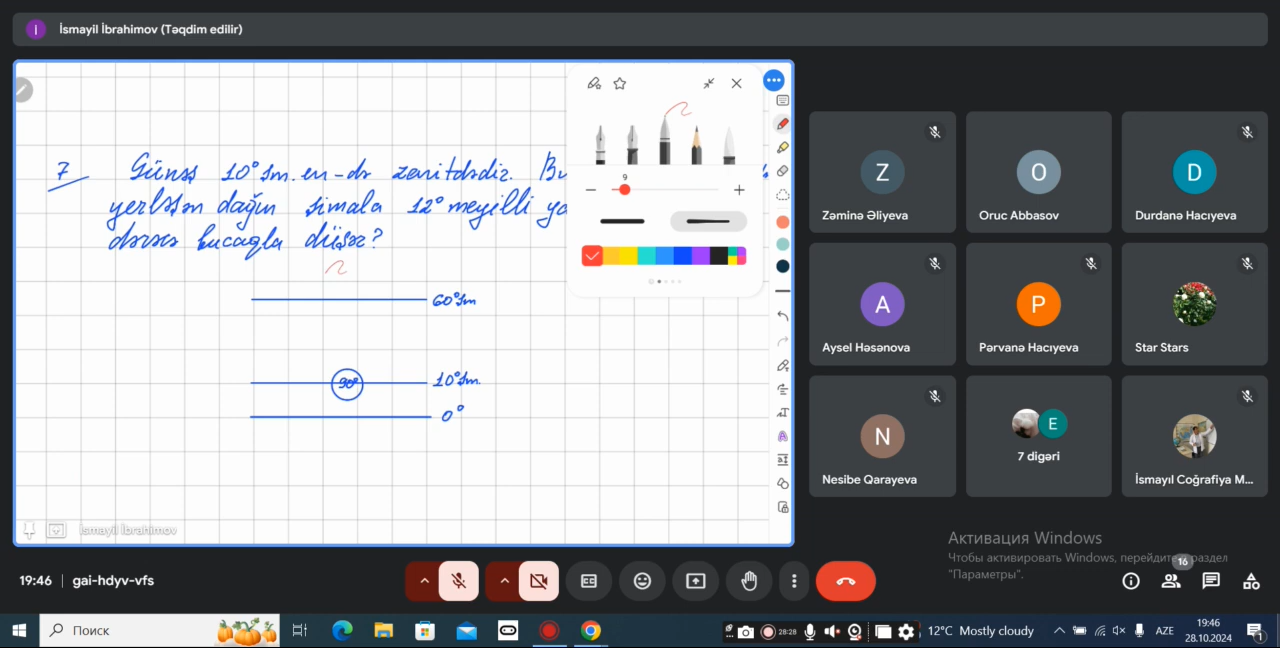 İsmayil İbrahimov (Təqdim edilir)
7 Günəş 10° şm.en-də zenitdədir. Bu
yerləşən dağın şimala 12° meyilli ya
dərəcə bucaqla düşər?
60° şm
90° 10° şm.
0°
9
İsmayil İbrahimov
Z
Zəminə Əliyeva
O
Oruc Abbasov
D
Durdanə Hacıyeva
A
Aysel Həsənova
P
Pərvanə Hacıyeva
Star Stars
N
Nesibe Qarayeva
E
7 digəri
İsmayıl Coğrafiya M...
Активация Windows
Чтобы активировать Windows, перейдите раздел
"Параметры".
19:46 | gai-hdyv-vfs
16
Поиск
28:28
12°C Mostly cloudy
AZE
19:46
28.10.2024
1